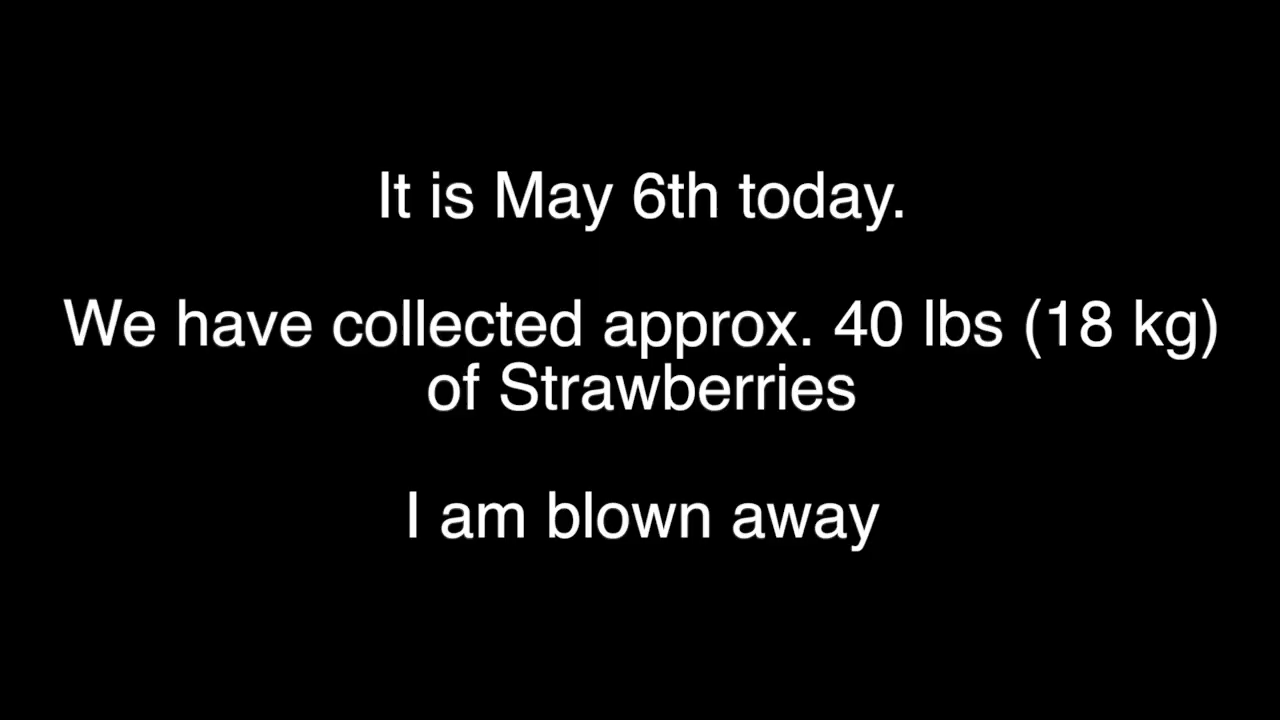 It is May 6th today.
We have collected approx. 40 lbs (18 kg)
of Strawberries
I am blown away